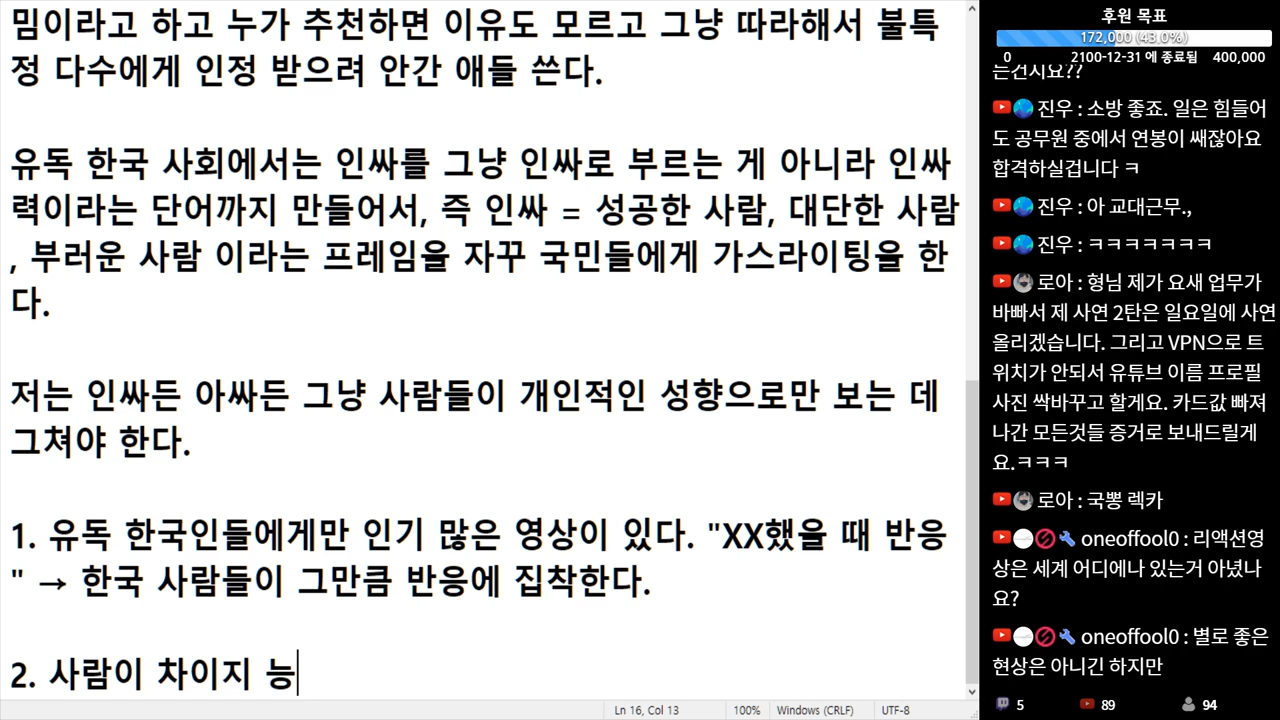 밈이라고 하고 누가 추천하면 이유도 모르고 그냥 따라해서 불특
정 다수에게 인정 받으려 안간 애들 쓴다.
유독 한국 사회에서는 인싸를 그냥 인싸로 부르는 게 아니라 인싸
력이라는 단어까지 만들어서, 즉 인싸 = 성공한 사람, 대단한 사람
, 부러운 사람 이라는 프레임을 자꾸 국민들에게 가스라이팅을 한
다.
저는 인싸든 아싸든 그냥 사람들이 개인적인 성향으로만 보는 데
그쳐야 한다.
1. 유독 한국인들에게만 인기 많은 영상이 있다. "XX했을 때 반응
" → 한국 사람들이 그만큼 반응에 집착한다.
2. 사람이 차이지 능
Ln 16, Col 13
100%
Windows (CRLF)
UTF-8
후원 목표
172,000 (43.0%)
0
2100-12-31 에 종료됨
400,000
는건지요??
진우 : 소방 좋죠. 일은 힘들어
도 공무원 중에서 연봉이 쌔잖아요
합격하실겁니다 ㅋ
진우 : 아 교대근무.,
진우 : ㅋㅋㅋㅋㅋㅋㅋ
로아 : 형님 제가 요새 업무가
바빠서 제 사연 2탄은 일요일에 사연
올리겠습니다. 그리고 VPN으로 트
위치가 안되서 유튜브 이름 프로필
사진 싹바꾸고 할게요. 카드값 빠져
나간 모든것들 증거로 보내드릴게
요.ㅋㅋㅋ
로아 : 국뽕 렉카
oneoffool0 : 리액션영
상은 세계 어디에나 있는거 아녔나
요?
oneoffool0 : 별로 좋은
현상은 아니긴 하지만
5
89
94